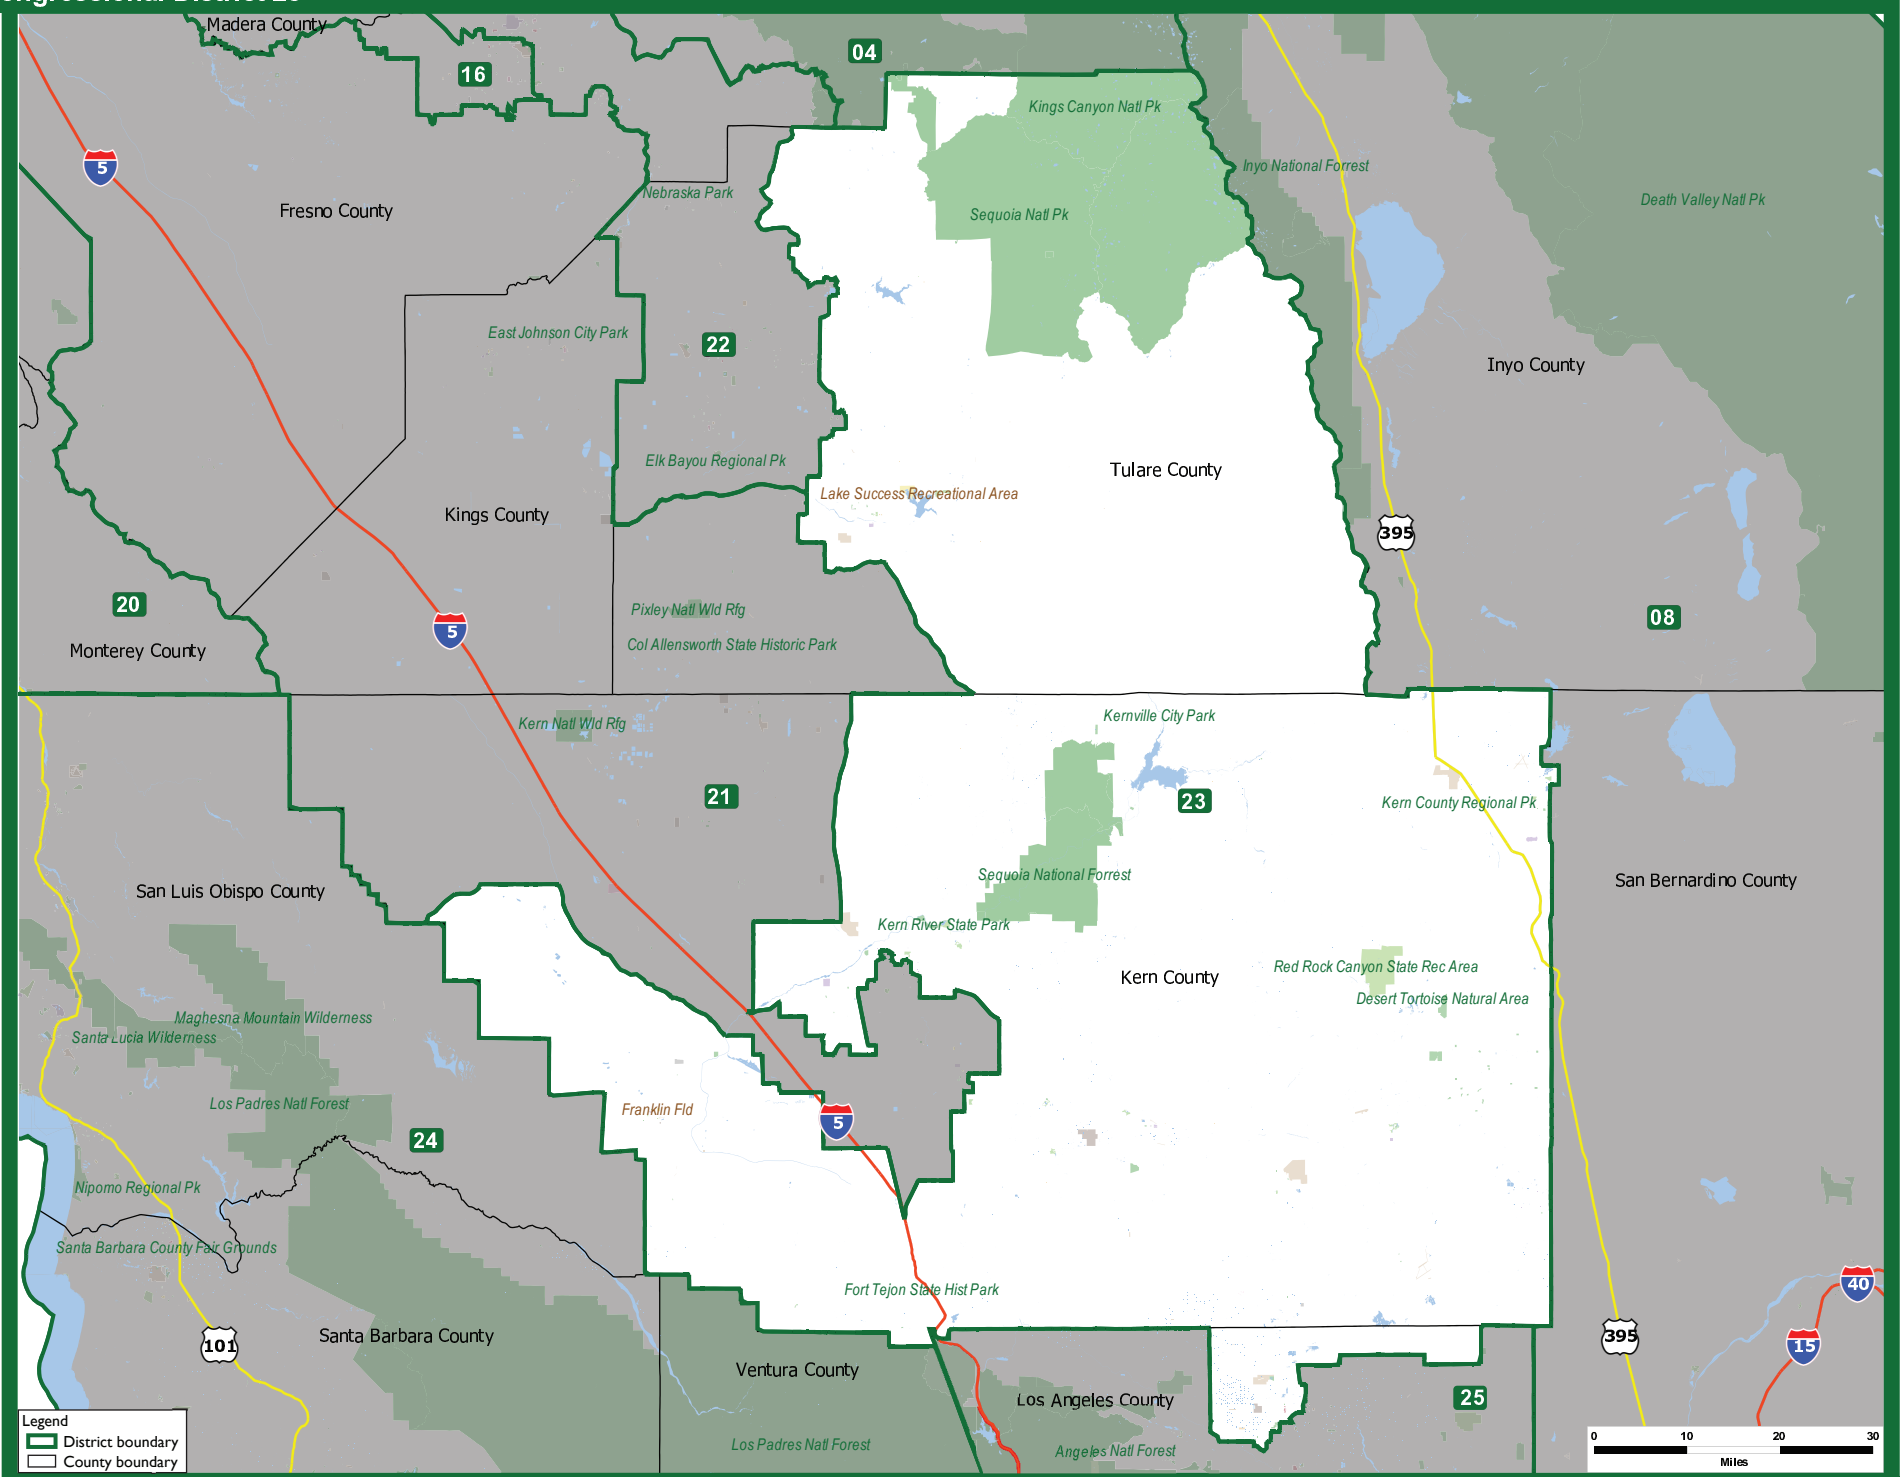 Madera County
04
16
Kings Canyon Natl Pk
5
Inyo National Forrest
Nebraska Park
Death Valley Natl Pk
Fresno County
Sequoia Natl Pk
East Johnson City Park
22
Inyo County
Elk Bayou Regional Pk
Tulare County
Lake Success Recreational Area
Kings County
395
20
Pixley Natl Wld Rfg
08
5
Col Allensworth State Historic Park
Monterey County
Kern Natl Wld Rfg
Kernville City Park
21
23
Kern County Regional Pk
San Luis Obispo County
Sequoia National Forrest
San Bernardino County
Kern River State Park
Red Rock Canyon State Rec Area
Kern County
Desert Tortoise Natural Area
Maghesna Mountain Wilderness
Santa Lucia Wilderness
Los Padres Natl Forest
Franklin Fld
5
24
Nipomo Regional Pk
Santa Barbara County Fair Grounds
Fort Tejon State Hist Park
40
101
Santa Barbara County
395
15
Ventura County
Los Angeles County
25
Los Padres Natl Forest
Angeles Natl Forest
Legend
District boundary
County boundary
0 10 20 30
Miles